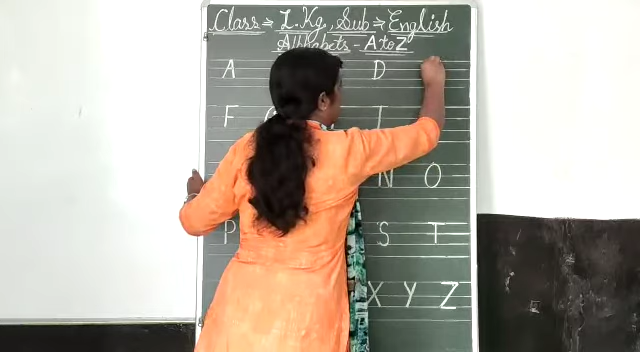 Class ⇒ L.Kg, Sub ⇒ English
Alphabets - A to Z
A D
F I
N O
P S T
X Y Z